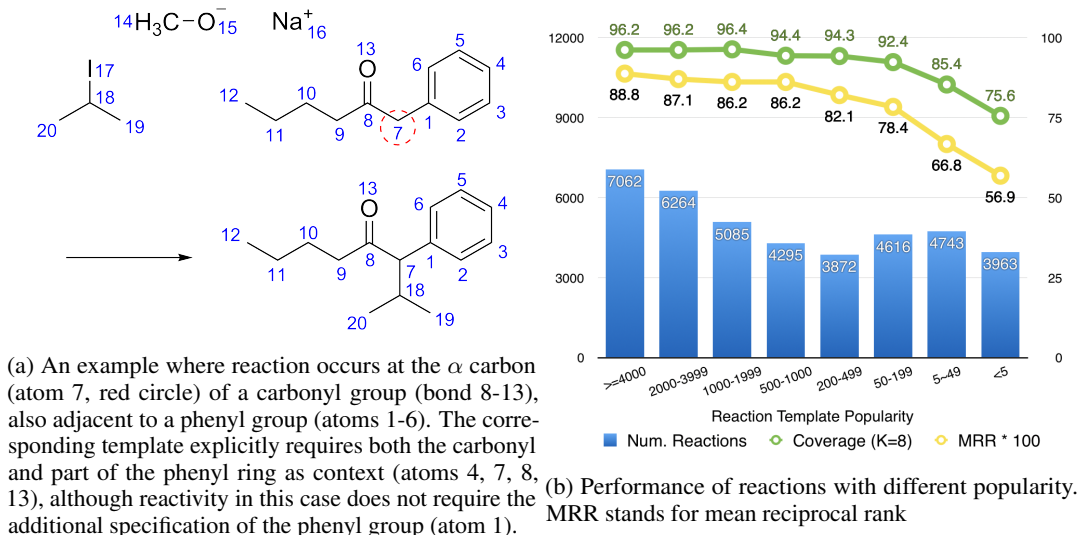 14 H3C–O− 15 Na+ 16
I 17
18
20 19
O 13
12 11 10 9 8 7 1 2 3 4 5 6
O 13
12 11 10 9 8 7 1 2 3 4 5 6
18
20 19
(a) An example where reaction occurs at the α carbon
(atom 7, red circle) of a carbonyl group (bond 8-13),
also adjacent to a phenyl group (atoms 1-6). The corre-
sponding template explicitly requires both the carbonyl
and part of the phenyl ring as context (atoms 4, 7, 8,
13), although reactivity in this case does not require the
additional specification of the phenyl group (atom 1).
96.2 96.2 96.4 94.4 94.3 92.4 85.4 75.6
88.8 87.1 86.2 86.2 82.1 78.4 66.8 56.9
12000 100
9000 75
6000 50
3000 25
0 0
7062 6264 5085 4295 3872 4616 4743 3963
>=4000 2000-3999 1000-1999 500-1000 200-499 50-199 5~49 <5
Reaction Template Popularity
Num. Reactions Coverage (K=8) MRR * 100
(b) Performance of reactions with different popularity.
MRR stands for mean reciprocal rank